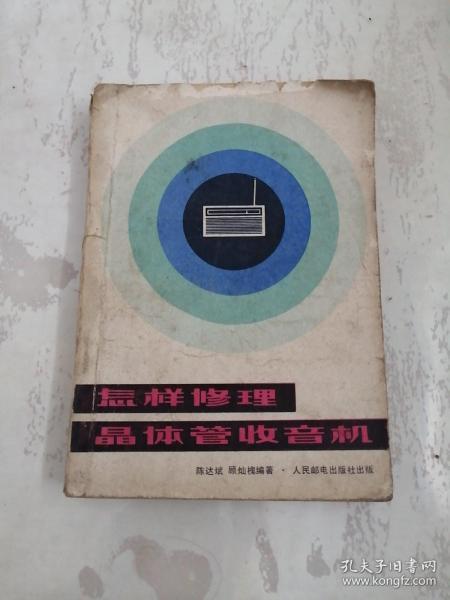 怎样修理
晶体管收音机
陈达斌 顾灿槐编著 · 人民邮电出版社出版
孔夫子旧书网
www.kongfz.com